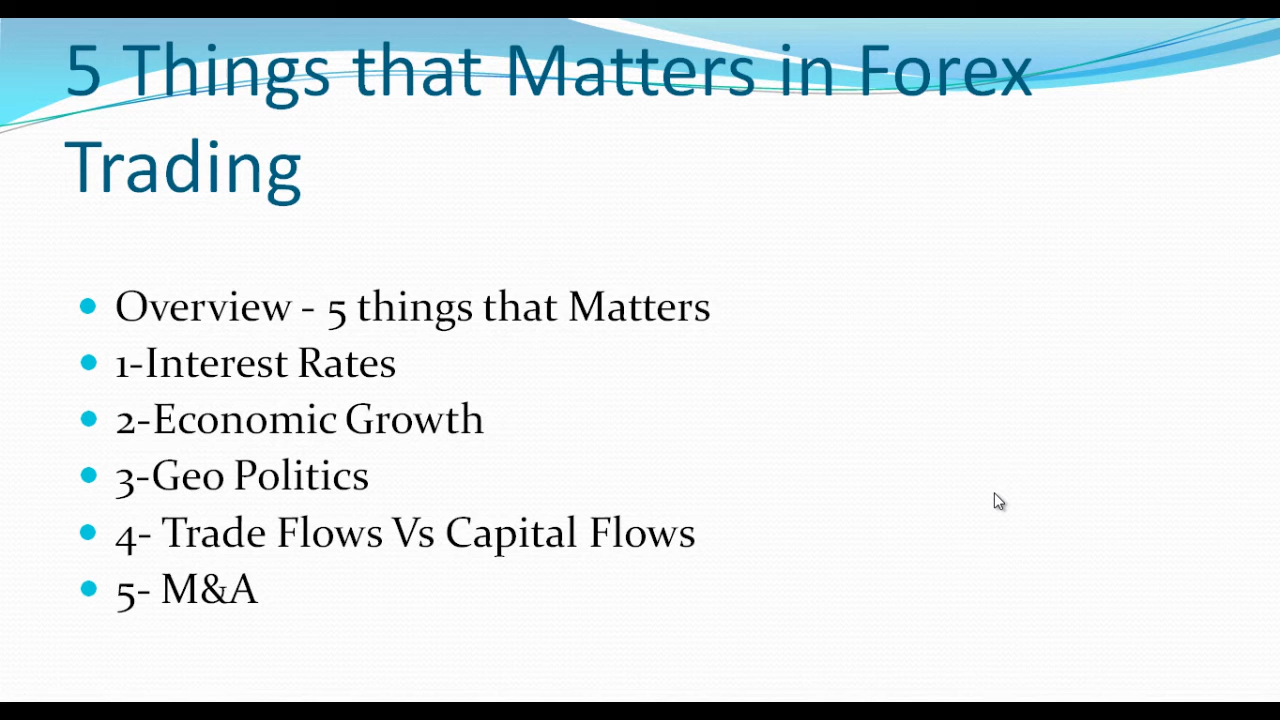 5 Things that Matters in Forex
Trading
Overview - 5 things that Matters
1-Interest Rates
2-Economic Growth
3-Geo Politics
4- Trade Flows Vs Capital Flows
5- M&A